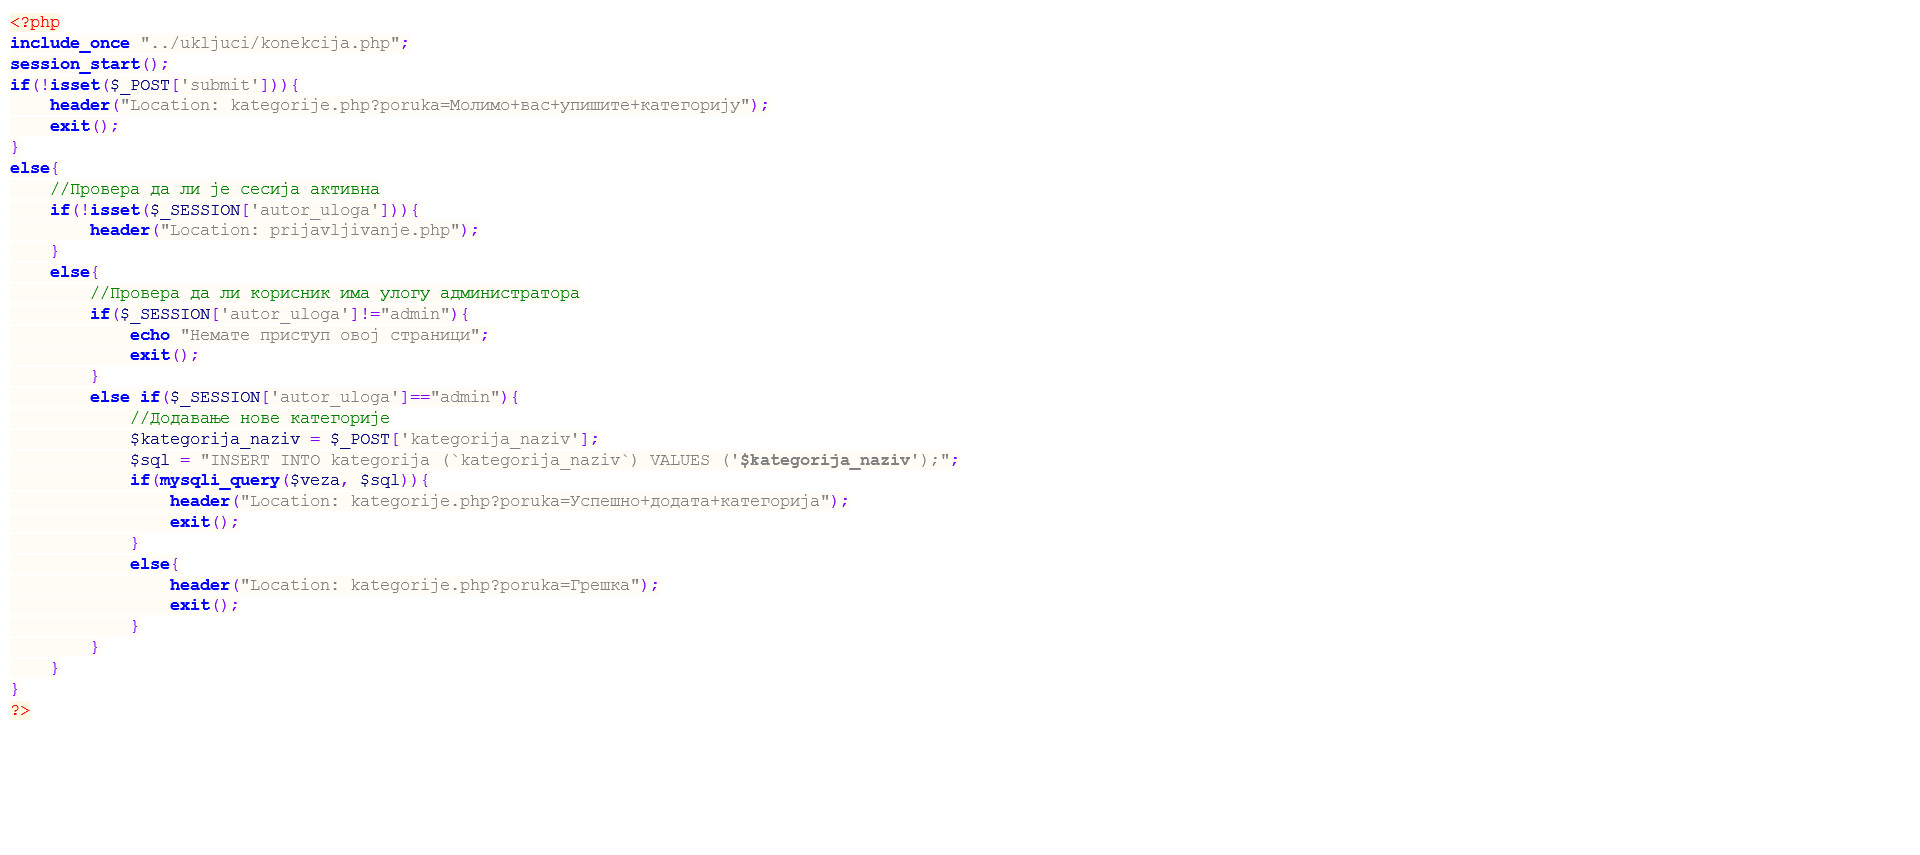 <?php
include_once "../ukljuci/konekcija.php";
session_start();
if(!isset($_POST['submit'])){
    header("Location: kategorije.php?poruka=Молимо+вас+упишите+категорију");
    exit();
}
else{
    //Провера да ли је сесија активна
    if(!isset($_SESSION['autor_uloga'])){
        header("Location: prijavljivanje.php");
    }
    else{
        //Провера да ли корисник има улогу администратора
        if($_SESSION['autor_uloga']!="admin"){
            echo "Немате приступ овој страници";
            exit();
        }
        else if($_SESSION['autor_uloga']=="admin"){
            //Додавање нове категорије
            $kategorija_naziv = $_POST['kategorija_naziv'];
            $sql = "INSERT INTO kategorija (`kategorija_naziv`) VALUES ('$kategorija_naziv');";
            if(mysqli_query($veza, $sql)){
                header("Location: kategorije.php?poruka=Успешно+додата+категорија");
                exit();
            }
            else{
                header("Location: kategorije.php?poruka=Грешка");
                exit();
            }
        }
    }
}
?>